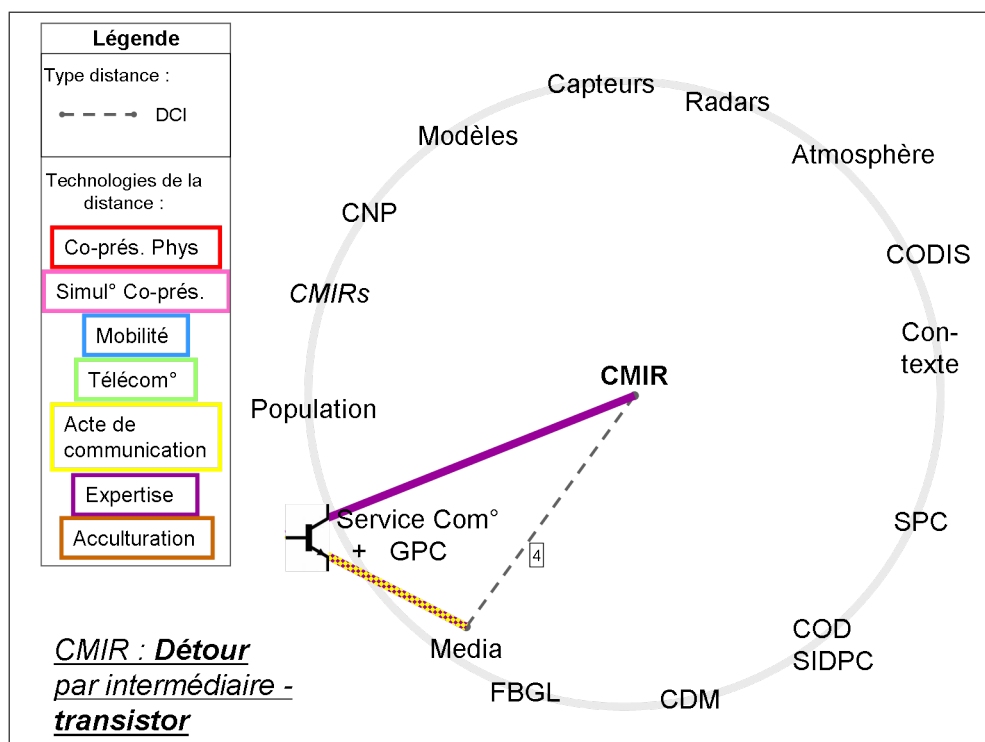 Légende
Type distance :
DCI
Technologies de la
distance :
Co-prés. Phys
Simul° Co-prés.
Mobilité
Télécom°
Acte de
communication
Expertise
Acculturation
CMIR : Détour
par intermédiaire -
transistor
Capteurs
Radars
Modèles
Atmosphère
CNP
CODIS
CMIRs
Con-
texte
CMIR
Population
Service Com°
+ GPC
SPC
4
Media
COD
SIDPC
FBGL
CDM